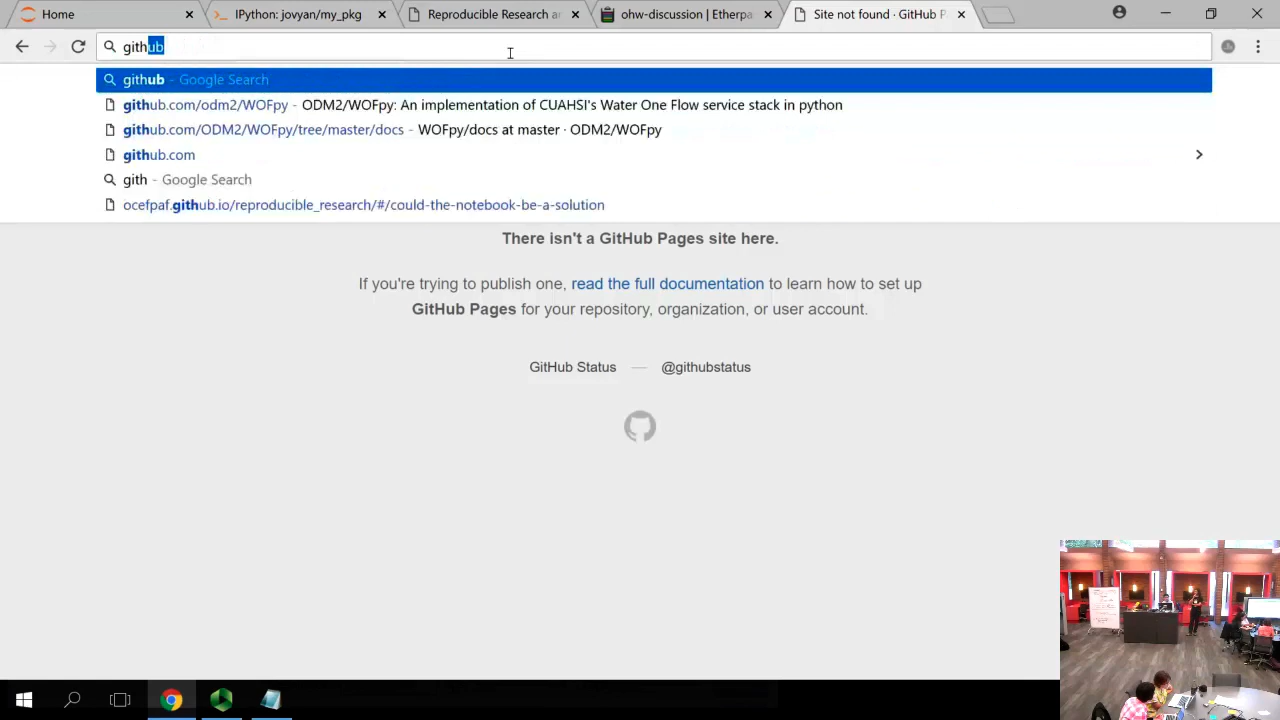 Home
IPython: jovyan/my_pkg
Reproducible Research ar
ohw-discussion | Etherpa
Site not found · GitHub P
github
github - Google Search
github.com/odm2/WOFpy - ODM2/WOFpy: An implementation of CUAHSI's Water One Flow service stack in python
github.com/ODM2/WOFpy/tree/master/docs - WOFpy/docs at master · ODM2/WOFpy
github.com
gith - Google Search
ocefpaf.github.io/reproducible_research/#/could-the-notebook-be-a-solution
There isn't a GitHub Pages site here.
If you're trying to publish one, read the full documentation to learn how to set up
GitHub Pages for your repository, organization, or user account.
GitHub Status — @githubstatus